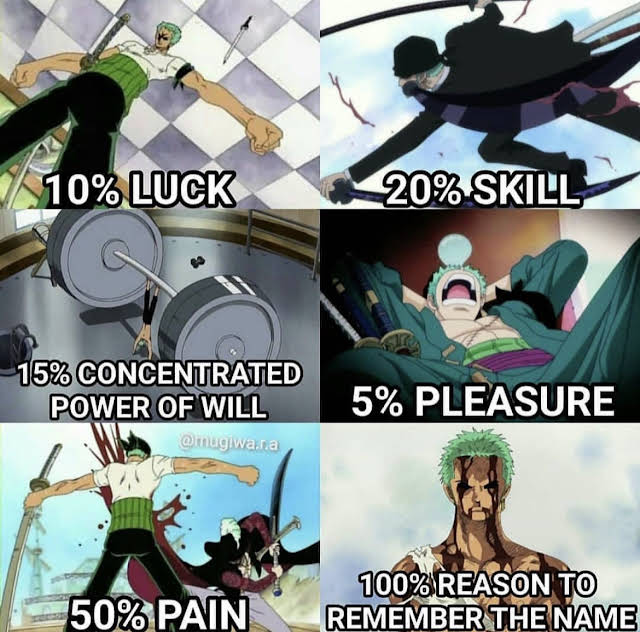 10% LUCK
20% SKILL
15% CONCENTRATED
POWER OF WILL
5% PLEASURE
@mugiwa.r.a
50% PAIN
100% REASON TO
REMEMBER THE NAME